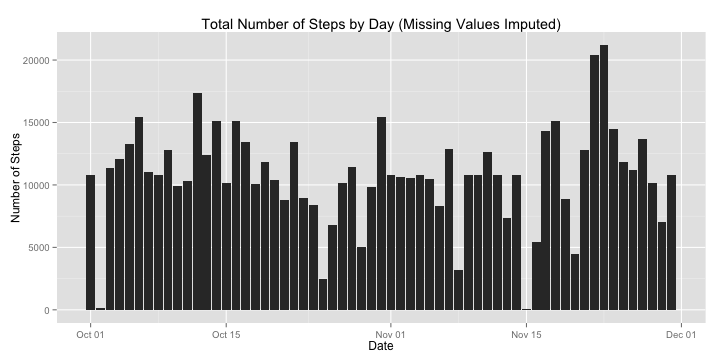 Total Number of Steps by Day (Missing Values Imputed)
20000
15000
10000
5000
0
Number of Steps
Oct 01
Oct 15
Nov 01
Nov 15
Dec 01
Date